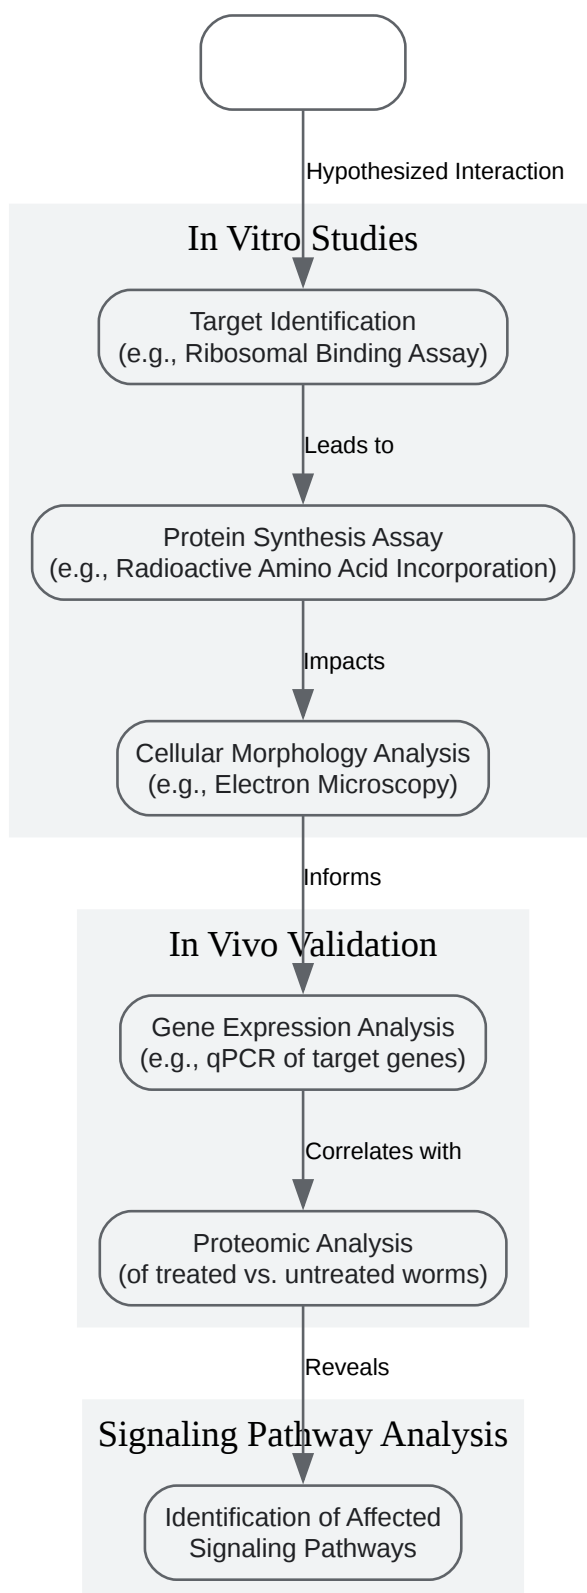 Hypothesized Interaction
In Vitro Studies
Target Identification
(e.g., Ribosomal Binding Assay)
Leads to
Protein Synthesis Assay
(e.g., Radioactive Amino Acid Incorporation)
Impacts
Cellular Morphology Analysis
(e.g., Electron Microscopy)
Informs
In Vivo Validation
Gene Expression Analysis
(e.g., qPCR of target genes)
Correlates with
Proteomic Analysis
(of treated vs. untreated worms)
Reveals
Signaling Pathway Analysis
Identification of Affected
Signaling Pathways